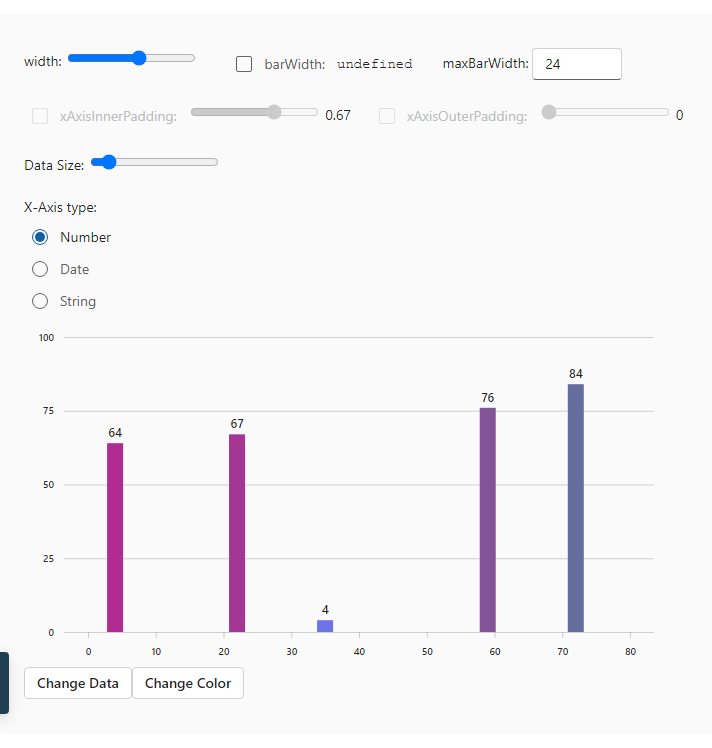 width: barWidth: undefined maxBarWidth: 24
xAxisInnerPadding: 0.67 xAxisOuterPadding: 0
Data Size:
X-Axis type:
Number
Date
String
100
84
76
75
67
64
50
25
4
0
0 10 20 30 40 50 60 70 80
Change Data Change Color